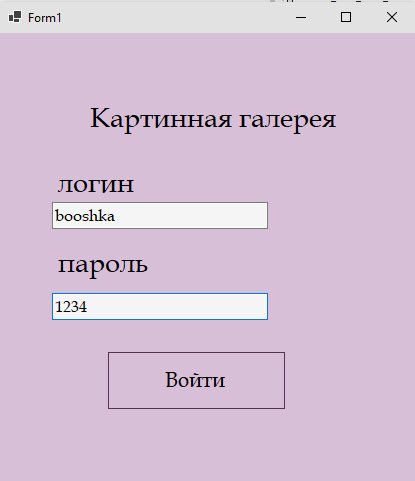 Form1
Картинная галерея
логин
booshka
пароль
1234
Войти